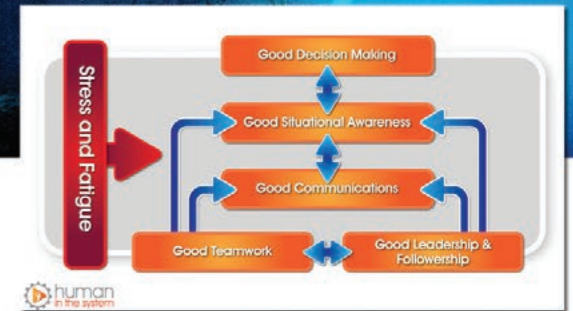 Stress and Fatigue
Good Decision Making
Good Situational Awareness
Good Communications
Good Teamwork
Good Leadership &
Followership
human
in the system